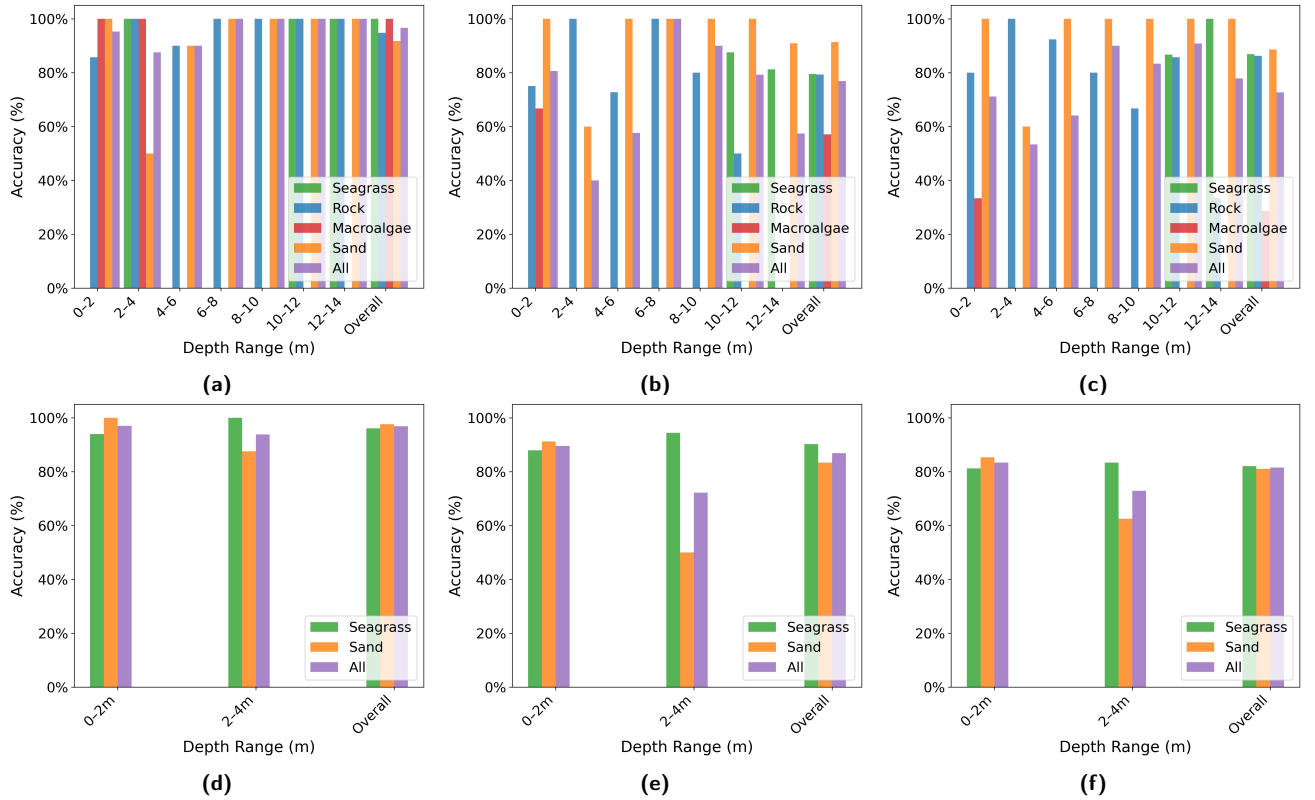 100%
80%
60%
40%
20%
0%
Accuracy (%)
0–2
2–4
4–6
6–8
8–10
10–12
12–14
Overall
Depth Range (m)
Seagrass
Rock
Macroalgae
Sand
All
(a)
100%
80%
60%
40%
20%
0%
Accuracy (%)
0–2
2–4
4–6
6–8
8–10
10–12
12–14
Overall
Depth Range (m)
Seagrass
Rock
Macroalgae
Sand
All
(b)
100%
80%
60%
40%
20%
0%
Accuracy (%)
0–2
2–4
4–6
6–8
8–10
10–12
12–14
Overall
Depth Range (m)
Seagrass
Rock
Macroalgae
Sand
All
(c)
100%
80%
60%
40%
20%
0%
Accuracy (%)
0–2m
2–4m
Overall
Depth Range (m)
Seagrass
Sand
All
(d)
100%
80%
60%
40%
20%
0%
Accuracy (%)
0–2m
2–4m
Overall
Depth Range (m)
Seagrass
Sand
All
(e)
100%
80%
60%
40%
20%
0%
Accuracy (%)
0–2m
2–4m
Overall
Depth Range (m)
Seagrass
Sand
All
(f)